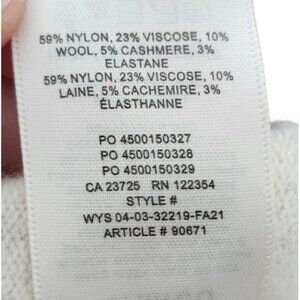 59% NYLON, 23% VISCOSE, 10%
WOOL, 5% CASHMERE, 3%
ELASTANE
59% NYLON, 23% VISCOSE, 10%
LAINE, 5% CACHEMIRE, 3%
ÉLASTHANNE
PO 4500150327
PO 4500150328
PO 4500150329
CA 23725 RN 122354
STYLE #
WYS 04-03-32219-FA21
ARTICLE # 90671